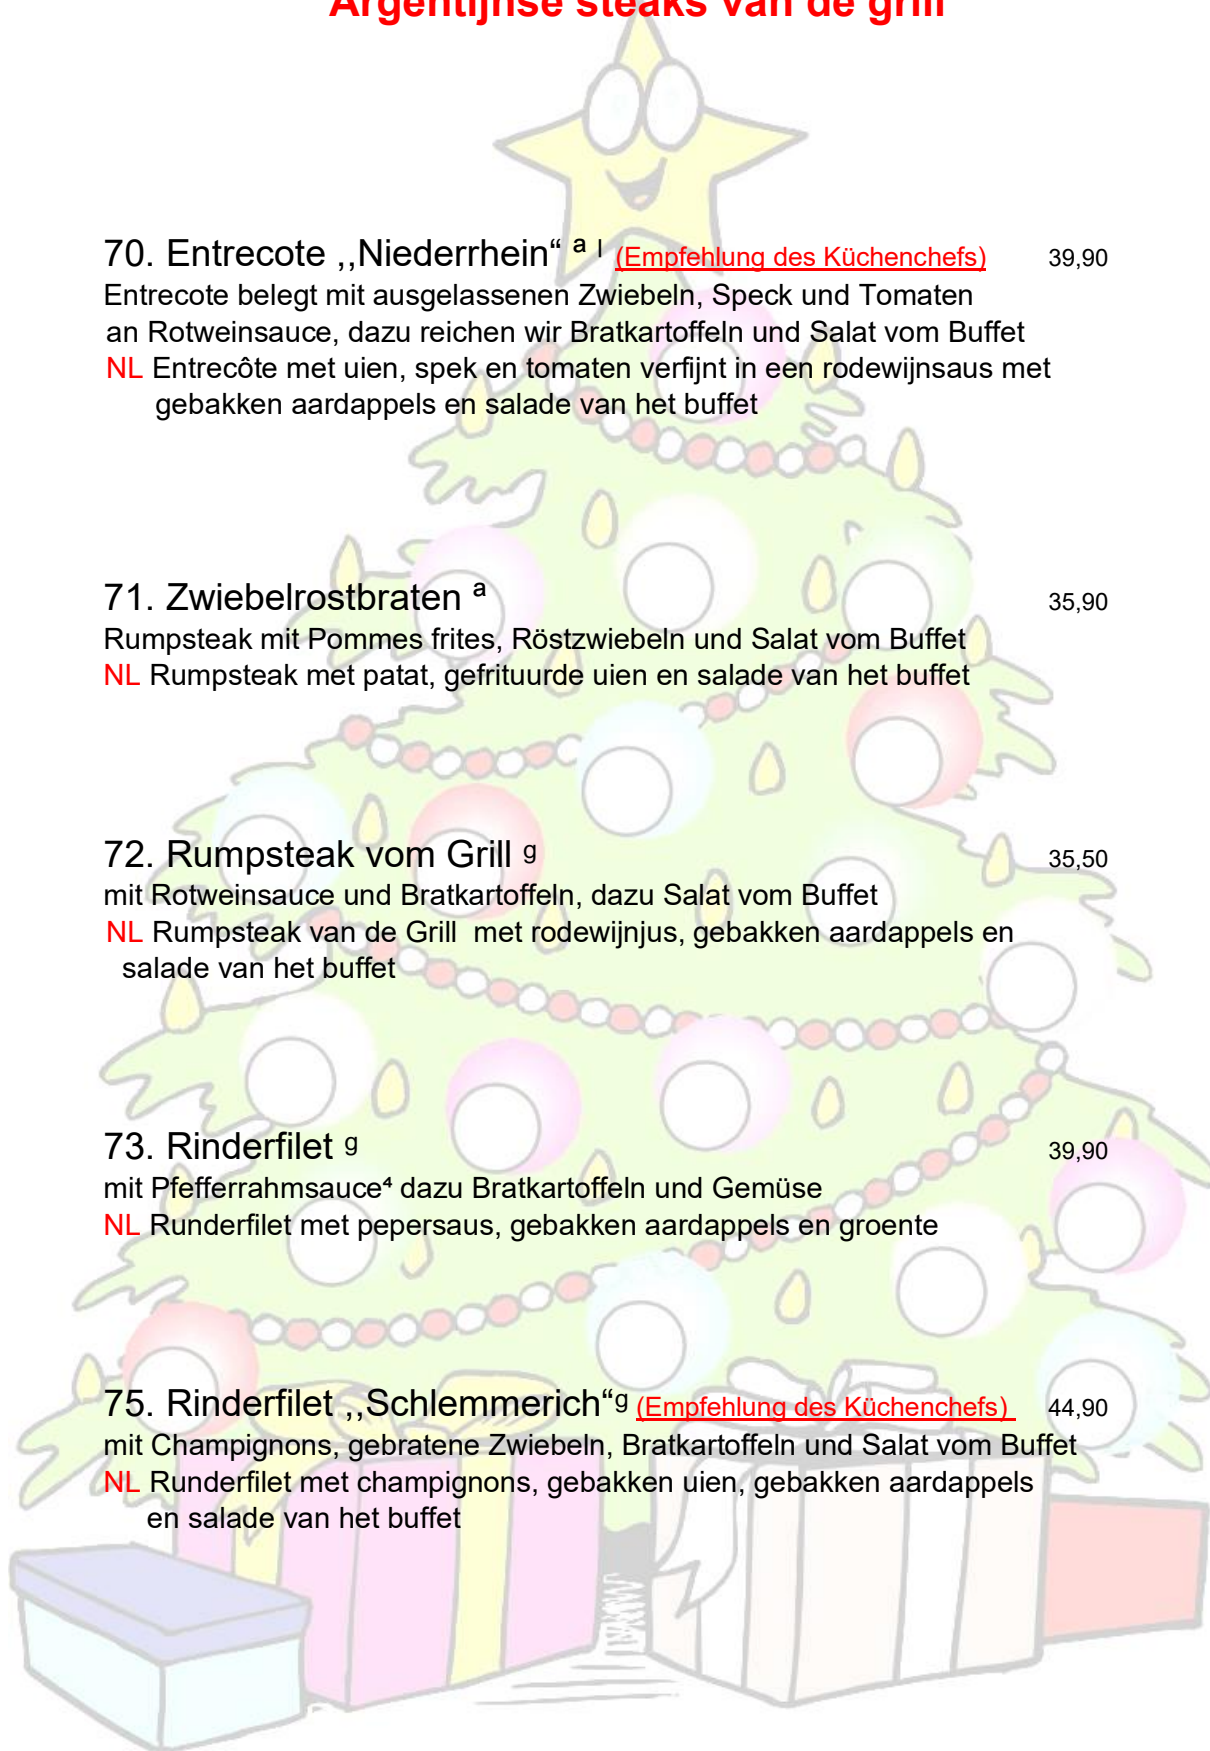 Argentijnse steaks van de grill
70. Entrecote ,,Niederrhein“ ᵃ ˡ (Empfehlung des Küchenchefs) 39,90
Entrecote belegt mit ausgelassenen Zwiebeln, Speck und Tomaten
an Rotweinsauce, dazu reichen wir Bratkartoffeln und Salat vom Buffet
NL Entrecôte met uien, spek en tomaten verfijnt in een rodewijnsaus met
gebakken aardappels en salade van het buffet
71. Zwiebelrostbraten ᵃ 35,90
Rumpsteak mit Pommes frites, Röstzwiebeln und Salat vom Buffet
NL Rumpsteak met patat, gefrituurde uien en salade van het buffet
72. Rumpsteak vom Grill ᵍ 35,50
mit Rotweinsauce und Bratkartoffeln, dazu Salat vom Buffet
NL Rumpsteak van de Grill met rodewijnjus, gebakken aardappels en
salade van het buffet
73. Rinderfilet ᵍ 39,90
mit Pfefferrahmsauce⁴ dazu Bratkartoffeln und Gemüse
NL Runderfilet met pepersaus, gebakken aardappels en groente
75. Rinderfilet ,,Schlemmerich“ᵍ (Empfehlung des Küchenchefs) 44,90
mit Champignons, gebratene Zwiebeln, Bratkartoffeln und Salat vom Buffet
NL Runderfilet met champignons, gebakken uien, gebakken aardappels
en salade van het buffet